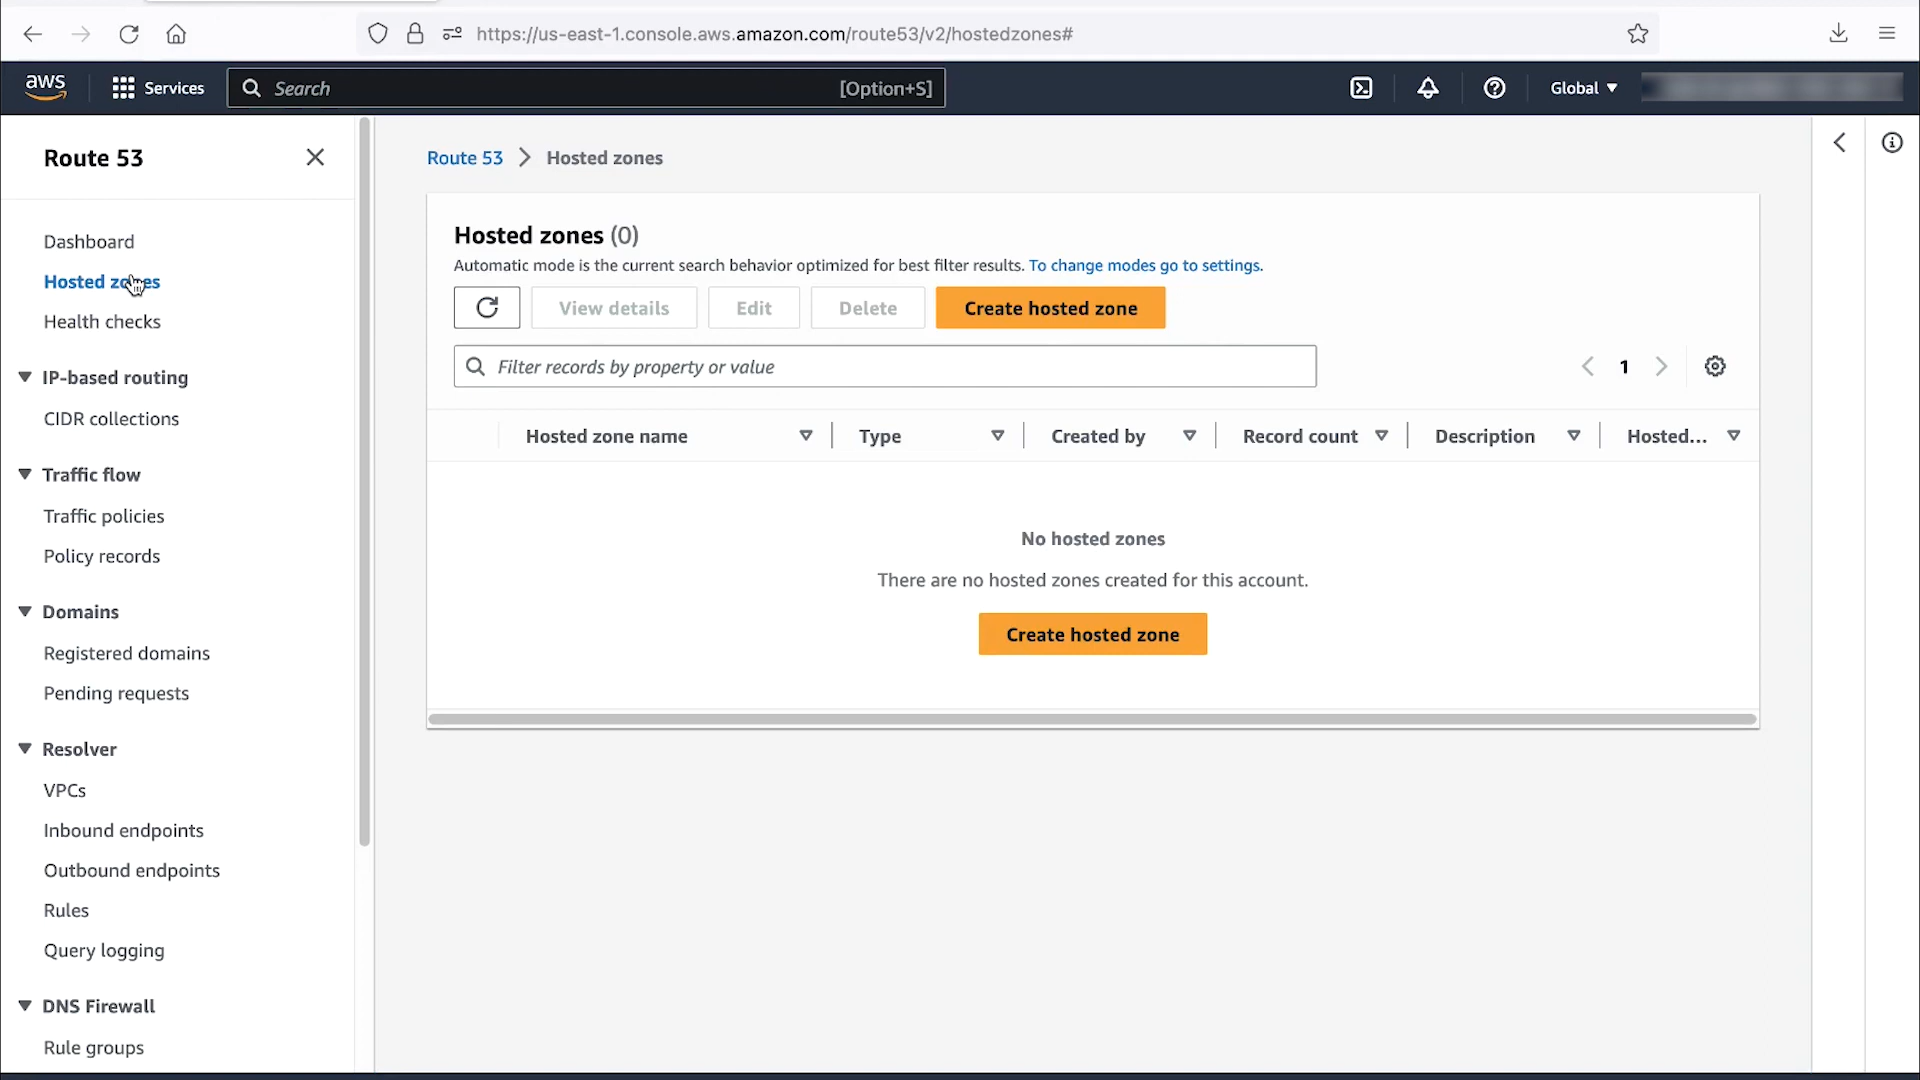 https://us-east-1.console.aws.amazon.com/route53/v2/hostedzones#
aws
Services
Search
[Option+S]
Global
Route 53
Dashboard
Hosted zones
Health checks
IP-based routing
CIDR collections
Traffic flow
Traffic policies
Policy records
Domains
Registered domains
Pending requests
Resolver
VPCs
Inbound endpoints
Outbound endpoints
Rules
Query logging
DNS Firewall
Rule groups
Route 53 > Hosted zones
Hosted zones (0)
Automatic mode is the current search behavior optimized for best filter results. To change modes go to settings.
View details
Edit
Delete
Create hosted zone
Filter records by property or value
1
Hosted zone name
Type
Created by
Record count
Description
Hosted...
No hosted zones
There are no hosted zones created for this account.
Create hosted zone